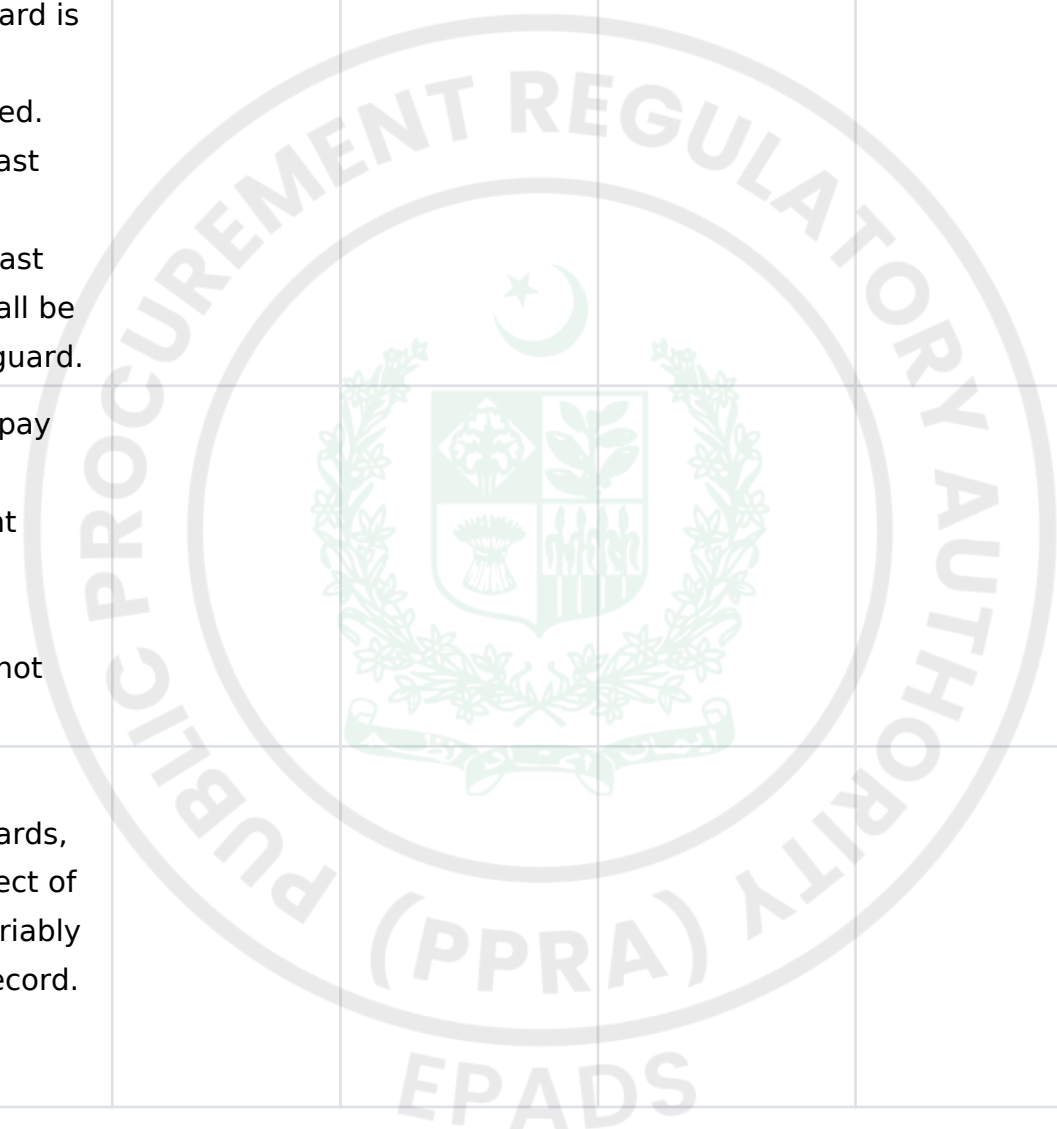 ard is
ed.
ast
ast
all be
guard.
pay
nt
not
ards,
ect of
riably
ecord.
PUBLIC PROCUREMENT REGULATORY AUTHORITY
(PPRA)
EPADS